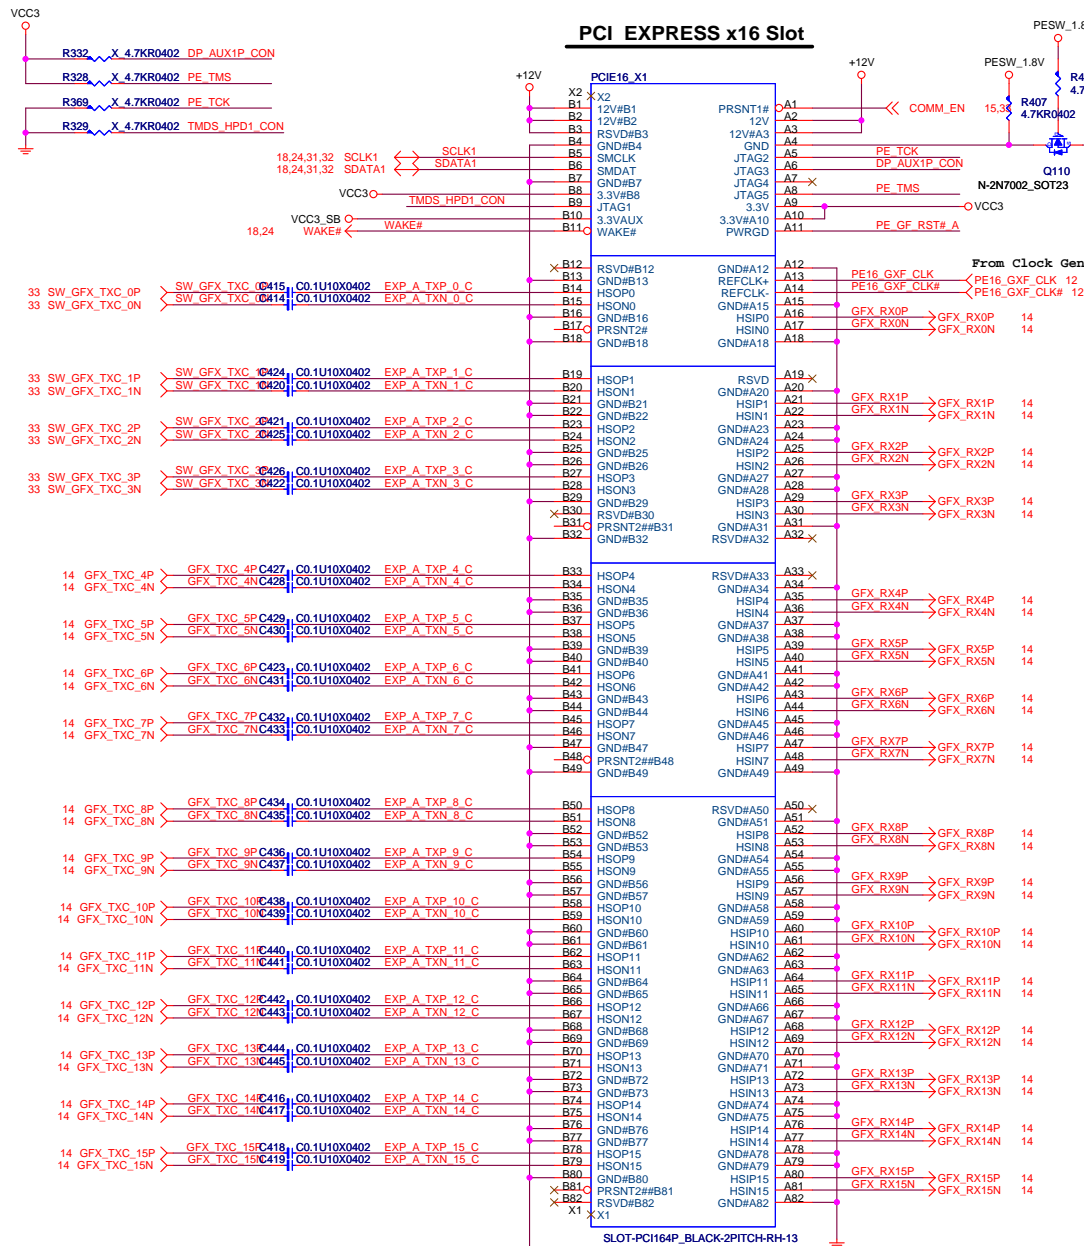 PCI EXPRESS x16 Slot
VCC3
R332 X_4.7KR0402 DP_AUX1P_CON
R328 X_4.7KR0402 PE_TMS
R369 X_4.7KR0402 PE_TCK
R329 X_4.7KR0402 TMDS_HPD1_CON
PESW_1.8
PESW_1.8V
R407
4.7KR0402
Q110
N-2N7002_SOT23
+12V PCIE16_X1 +12V
X2 X2
B1 12V#B1 PRSNT1# A1 COMM_EN
B2 12V#B2 12V A2
B3 RSVD#B3 12V#A3 A3
B4 GND#B4 GND A4
18,24,31,32 SCLK1 SCLK1 B5 SMCLK JTAG2 A5 PE_TCK
18,24,31,32 SDATA1 SDATA1 B6 SMDAT JTAG3 A6 DP_AUX1P_CON
B7 GND#B7 JTAG4 A7
VCC3 B8 3.3V#B8 JTAG5 A8 PE_TMS
TMDS_HPD1_CON B9 JTAG1 3.3V A9 VCC3
VCC3_SB B10 3.3VAUX 3.3V#A10 A10
18,24 WAKE# WAKE# B11 WAKE# PWRGD A11 PE_GF_RST#_A
From Clock Gen
B12 RSVD#B12 GND#A12 A12
B13 GND#B13 REFCLK+ A13 PE16_GXF_CLK PE16_GXF_CLK 12
33 SW_GFX_TXC_0P SW_GFX_TXC_0P C415 C0.1U10X0402 EXP_A_TXP_0_C B14 HSOP0 REFCLK- A14 PE16_GXF_CLK# PE16_GXF_CLK# 12
33 SW_GFX_TXC_0N SW_GFX_TXC_0N C414 C0.1U10X0402 EXP_A_TXN_0_C B15 HSON0 GND#A15 A15
B16 GND#B16 HSIP0 A16 GFX_RX0P GFX_RX0P 14
B17 PRSNT2# HSIN0 A17 GFX_RX0N GFX_RX0N 14
B18 GND#B18 GND#A18 A18
33 SW_GFX_TXC_1P SW_GFX_TXC_1P C424 C0.1U10X0402 EXP_A_TXP_1_C B19 HSOP1 RSVD A19
33 SW_GFX_TXC_1N SW_GFX_TXC_1N C420 C0.1U10X0402 EXP_A_TXN_1_C B20 HSON1 GND#A20 A20
B21 GND#B21 HSIP1 A21 GFX_RX1P GFX_RX1P 14
B22 GND#B22 HSIN1 A22 GFX_RX1N GFX_RX1N 14
33 SW_GFX_TXC_2P SW_GFX_TXC_2P C421 C0.1U10X0402 EXP_A_TXP_2_C B23 HSOP2 GND#A23 A23
33 SW_GFX_TXC_2N SW_GFX_TXC_2N C425 C0.1U10X0402 EXP_A_TXN_2_C B24 HSON2 GND#A24 A24
B25 GND#B25 HSIP2 A25 GFX_RX2P GFX_RX2P 14
B26 GND#B26 HSIN2 A26 GFX_RX2N GFX_RX2N 14
33 SW_GFX_TXC_3P SW_GFX_TXC_3P C426 C0.1U10X0402 EXP_A_TXP_3_C B27 HSOP3 GND#A27 A27
33 SW_GFX_TXC_3N SW_GFX_TXC_3N C422 C0.1U10X0402 EXP_A_TXN_3_C B28 HSON3 GND#A28 A28
B29 GND#B29 HSIP3 A29 GFX_RX3P GFX_RX3P 14
B30 RSVD#B30 HSIN3 A30 GFX_RX3N GFX_RX3N 14
B31 PRSNT2##B31 GND#A31 A31
B32 GND#B32 RSVD#A32 A32
14 GFX_TXC_4P GFX_TXC_4P C427 C0.1U10X0402 EXP_A_TXP_4_C B33 HSOP4 RSVD#A33 A33
14 GFX_TXC_4N GFX_TXC_4N C428 C0.1U10X0402 EXP_A_TXN_4_C B34 HSON4 GND#A34 A34
B35 GND#B35 HSIP4 A35 GFX_RX4P GFX_RX4P 14
B36 GND#B36 HSIN4 A36 GFX_RX4N GFX_RX4N 14
14 GFX_TXC_5P GFX_TXC_5P C429 C0.1U10X0402 EXP_A_TXP_5_C B37 HSOP5 GND#A37 A37
14 GFX_TXC_5N GFX_TXC_5N C430 C0.1U10X0402 EXP_A_TXN_5_C B38 HSON5 GND#A38 A38
B39 GND#B39 HSIP5 A39 GFX_RX5P GFX_RX5P 14
B40 GND#B40 HSIN5 A40 GFX_RX5N GFX_RX5N 14
14 GFX_TXC_6P GFX_TXC_6P C423 C0.1U10X0402 EXP_A_TXP_6_C B41 HSOP6 GND#A41 A41
14 GFX_TXC_6N GFX_TXC_6N C431 C0.1U10X0402 EXP_A_TXN_6_C B42 HSON6 GND#A42 A42
B43 GND#B43 HSIP6 A43 GFX_RX6P GFX_RX6P 14
B44 GND#B44 HSIN6 A44 GFX_RX6N GFX_RX6N 14
14 GFX_TXC_7P GFX_TXC_7P C432 C0.1U10X0402 EXP_A_TXP_7_C B45 HSOP7 GND#A45 A45
14 GFX_TXC_7N GFX_TXC_7N C433 C0.1U10X0402 EXP_A_TXN_7_C B46 HSON7 GND#A46 A46
B47 GND#B47 HSIP7 A47 GFX_RX7P GFX_RX7P 14
B48 PRSNT2##B48 HSIN7 A48 GFX_RX7N GFX_RX7N 14
B49 GND#B49 GND#A49 A49
14 GFX_TXC_8P GFX_TXC_8P C434 C0.1U10X0402 EXP_A_TXP_8_C B50 HSOP8 RSVD#A50 A50
14 GFX_TXC_8N GFX_TXC_8N C435 C0.1U10X0402 EXP_A_TXN_8_C B51 HSON8 GND#A51 A51
B52 GND#B52 HSIP8 A52 GFX_RX8P GFX_RX8P 14
B53 GND#B53 HSIN8 A53 GFX_RX8N GFX_RX8N 14
14 GFX_TXC_9P GFX_TXC_9P C436 C0.1U10X0402 EXP_A_TXP_9_C B54 HSOP9 GND#A54 A54
14 GFX_TXC_9N GFX_TXC_9N C437 C0.1U10X0402 EXP_A_TXN_9_C B55 HSON9 GND#A55 A55
B56 GND#B56 HSIP9 A56 GFX_RX9P GFX_RX9P 14
B57 GND#B57 HSIN9 A57 GFX_RX9N GFX_RX9N 14
14 GFX_TXC_10P GFX_TXC_10P C438 C0.1U10X0402 EXP_A_TXP_10_C B58 HSOP10 GND#A58 A58
14 GFX_TXC_10N GFX_TXC_10N C439 C0.1U10X0402 EXP_A_TXN_10_C B59 HSON10 GND#A59 A59
B60 GND#B60 HSIP10 A60 GFX_RX10P GFX_RX10P 14
B61 GND#B61 HSIN10 A61 GFX_RX10N GFX_RX10N 14
14 GFX_TXC_11P GFX_TXC_11P C440 C0.1U10X0402 EXP_A_TXP_11_C B62 HSOP11 GND#A62 A62
14 GFX_TXC_11N GFX_TXC_11N C441 C0.1U10X0402 EXP_A_TXN_11_C B63 HSON11 GND#A63 A63
B64 GND#B64 HSIP11 A64 GFX_RX11P GFX_RX11P 14
B65 GND#B65 HSIN11 A65 GFX_RX11N GFX_RX11N 14
14 GFX_TXC_12P GFX_TXC_12P C442 C0.1U10X0402 EXP_A_TXP_12_C B66 HSOP12 GND#A66 A66
14 GFX_TXC_12N GFX_TXC_12N C443 C0.1U10X0402 EXP_A_TXN_12_C B67 HSON12 GND#A67 A67
B68 GND#B68 HSIP12 A68 GFX_RX12P GFX_RX12P 14
B69 GND#B69 HSIN12 A69 GFX_RX12N GFX_RX12N 14
14 GFX_TXC_13P GFX_TXC_13P C444 C0.1U10X0402 EXP_A_TXP_13_C B70 HSOP13 GND#A70 A70
14 GFX_TXC_13N GFX_TXC_13N C445 C0.1U10X0402 EXP_A_TXN_13_C B71 HSON13 GND#A71 A71
B72 GND#B72 HSIP13 A72 GFX_RX13P GFX_RX13P 14
B73 GND#B73 HSIN13 A73 GFX_RX13N GFX_RX13N 14
14 GFX_TXC_14P GFX_TXC_14P C416 C0.1U10X0402 EXP_A_TXP_14_C B74 HSOP14 GND#A74 A74
14 GFX_TXC_14N GFX_TXC_14N C417 C0.1U10X0402 EXP_A_TXN_14_C B75 HSON14 GND#A75 A75
B76 GND#B76 HSIP14 A76 GFX_RX14P GFX_RX14P 14
B77 GND#B77 HSIN14 A77 GFX_RX14N GFX_RX14N 14
14 GFX_TXC_15P GFX_TXC_15P C418 C0.1U10X0402 EXP_A_TXP_15_C B78 HSOP15 GND#A78 A78
14 GFX_TXC_15N GFX_TXC_15N C419 C0.1U10X0402 EXP_A_TXN_15_C B79 HSON15 GND#A79 A79
B80 GND#B80 HSIP15 A80 GFX_RX15P GFX_RX15P 14
B81 PRSNT2##B81 HSIN15 A81 GFX_RX15N GFX_RX15N 14
B82 RSVD#B82 GND#A82 A82
X1 X1
SLOT-PCI164P_BLACK-2PITCH-RH-13